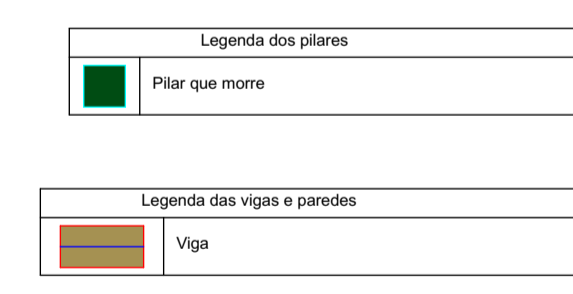 Legenda dos pilares
Pilar que morre
Legenda das vigas e paredes
Viga